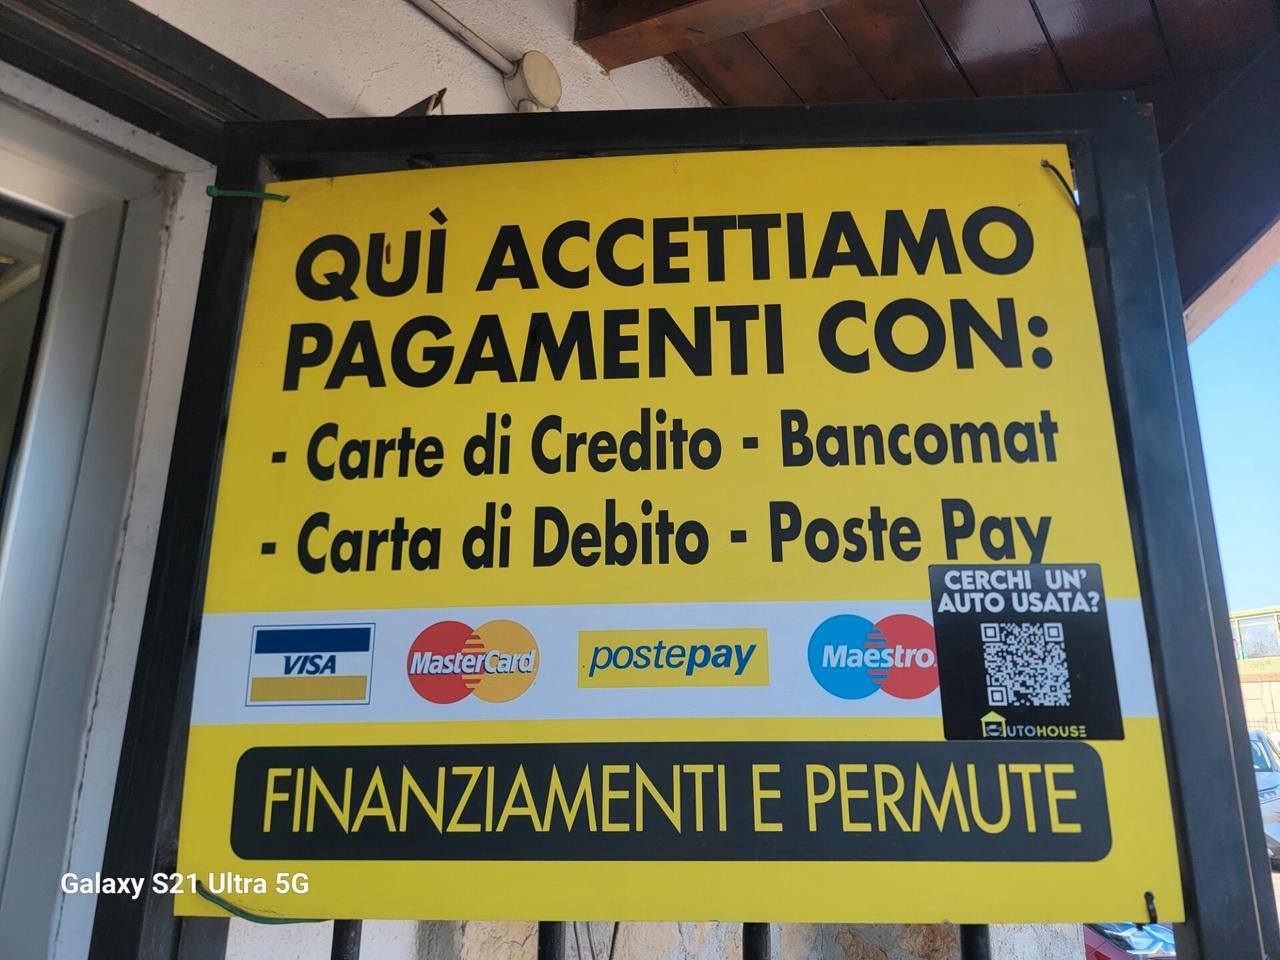 QUÌ ACCETTIAMO
PAGAMENTI CON:
- Carte di Credito - Bancomat
- Carta di Debito - Poste Pay
CERCHI UN'
AUTO USATA?
VISA
MasterCard
postepay
Maestro
AUTOHOUSE
FINANZIAMENTI E PERMUTE
Galaxy S21 Ultra 5G